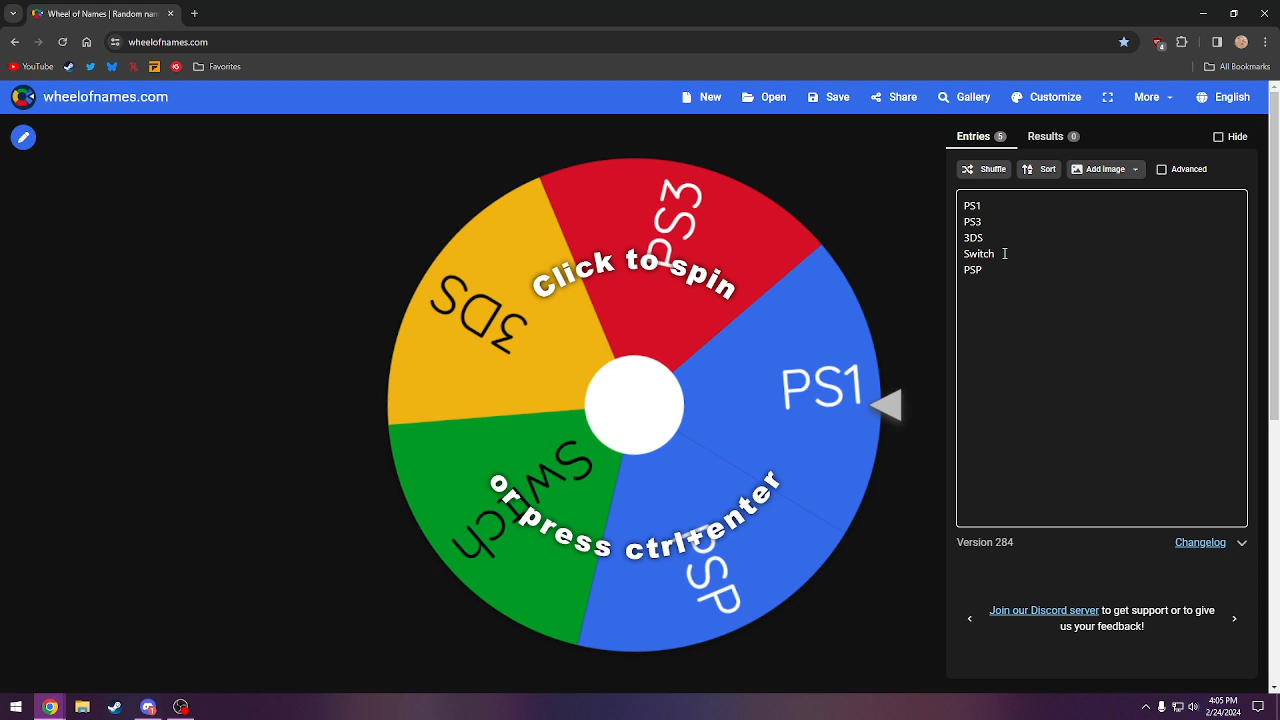 Wheel of Names | Random nam
wheelofnames.com
YouTube
Favorites
All Bookmarks
wheelofnames.com
New
Open
Save
Share
Gallery
Customize
More
English
Entries 5
Results 0
Hide
Shuffle
Sort
Add image
Advanced
PS1
PS3
3DS
Switch
PSP
PS3
3DS
PS1
Switch
PSP
Click to spin
or press ctrl+enter
Version 284
Changelog
Join our Discord server to get support or to give
us your feedback!
4:05 PM
2/24/2024